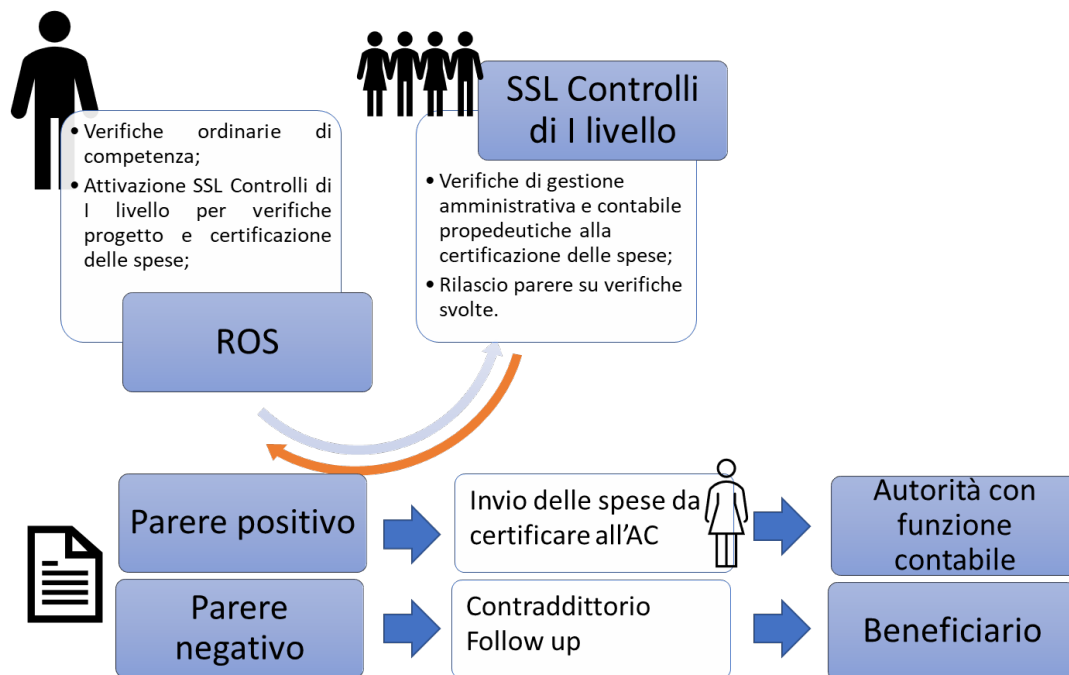 • Verifiche ordinarie di
competenza;
• Attivazione SSL Controlli di
I livello per verifiche
progetto e certificazione
delle spese;
ROS
SSL Controlli
di I livello
• Verifiche di gestione
amministrativa e contabile
propedeutiche alla
certificazione delle spese;
• Rilascio parere su verifiche
svolte.
Parere positivo
Invio delle spese da
certificare all’AC
Autorità con
funzione
contabile
Parere
negativo
Contraddittorio
Follow up
Beneficiario